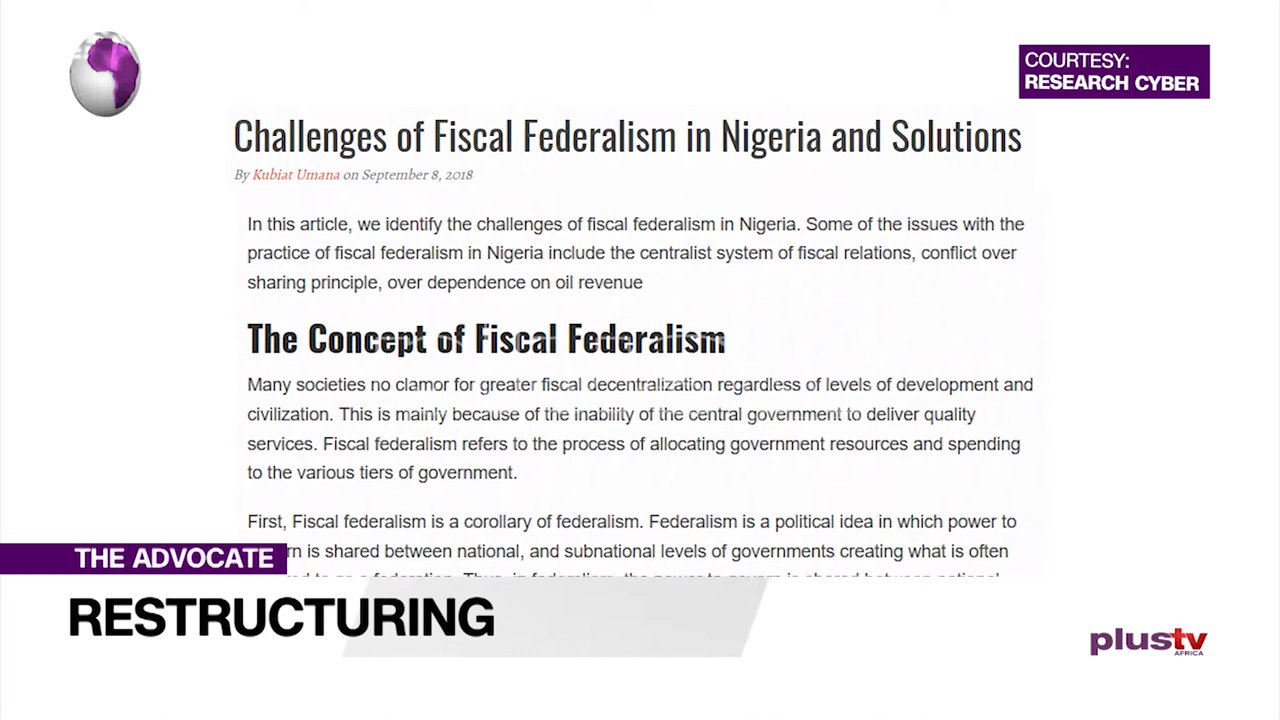 COURTESY:
RESEARCH CYBER
Challenges of Fiscal Federalism in Nigeria and Solutions
By Kubiat Umana on September 8, 2018
In this article, we identify the challenges of fiscal federalism in Nigeria. Some of the issues with the
practice of fiscal federalism in Nigeria include the centralist system of fiscal relations, conflict over
sharing principle, over dependence on oil revenue
The Concept of Fiscal Federalism
Many societies no clamor for greater fiscal decentralization regardless of levels of development and
civilization. This is mainly because of the inability of the central government to deliver quality
services. Fiscal federalism refers to the process of allocating government resources and spending
to the various tiers of government.
First, Fiscal federalism is a corollary of federalism. Federalism is a political idea in which power to
is shared between national, and subnational levels of governments creating what is often
THE ADVOCATE
RESTRUCTURING
plustv
AFRICA